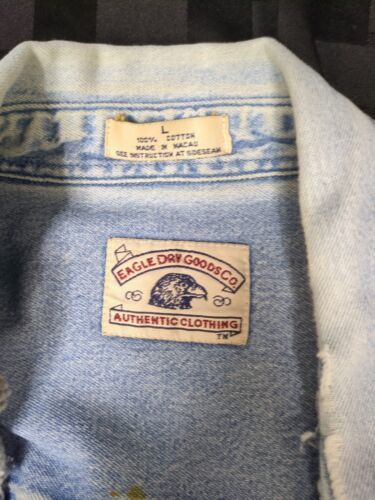 L
100% COTTON
MADE IN MACAU
SEE INSTRUCTION AT SIDESEAM
EAGLE DRY GOODS CO.
AUTHENTIC CLOTHING
TM